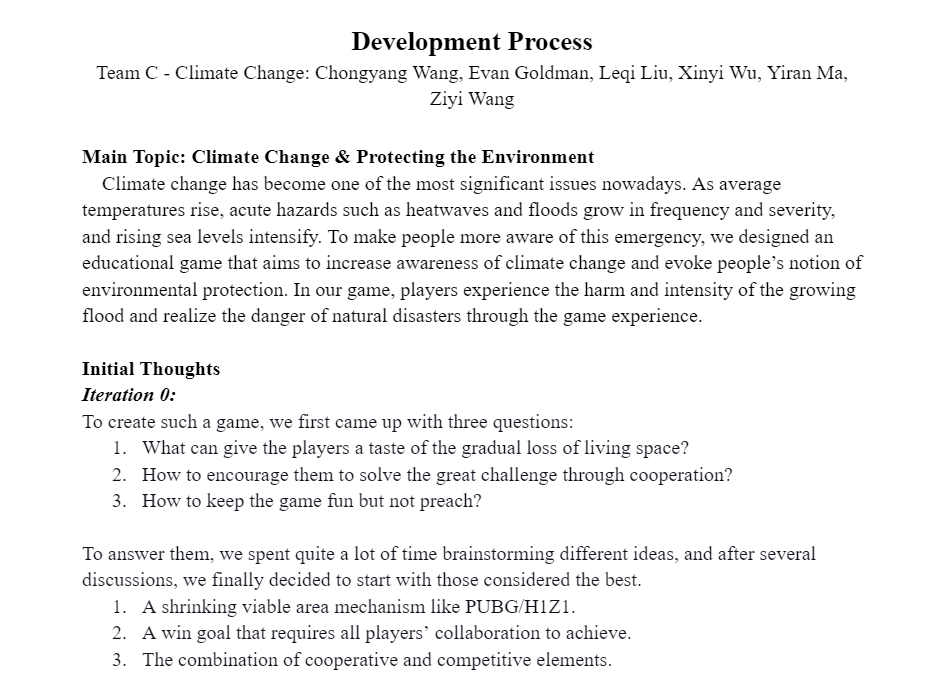 Development Process
Team C - Climate Change: Chongyang Wang, Evan Goldman, Leqi Liu, Xinyi Wu, Yiran Ma,
Ziyi Wang
Main Topic: Climate Change & Protecting the Environment
Climate change has become one of the most significant issues nowadays. As average
temperatures rise, acute hazards such as heatwaves and floods grow in frequency and severity,
and rising sea levels intensify. To make people more aware of this emergency, we designed an
educational game that aims to increase awareness of climate change and evoke people’s notion of
environmental protection. In our game, players experience the harm and intensity of the growing
flood and realize the danger of natural disasters through the game experience.
Initial Thoughts
Iteration 0:
To create such a game, we first came up with three questions:
1. What can give the players a taste of the gradual loss of living space?
2. How to encourage them to solve the great challenge through cooperation?
3. How to keep the game fun but not preach?
To answer them, we spent quite a lot of time brainstorming different ideas, and after several
discussions, we finally decided to start with those considered the best.
1. A shrinking viable area mechanism like PUBG/H1Z1.
2. A win goal that requires all players’ collaboration to achieve.
3. The combination of cooperative and competitive elements.